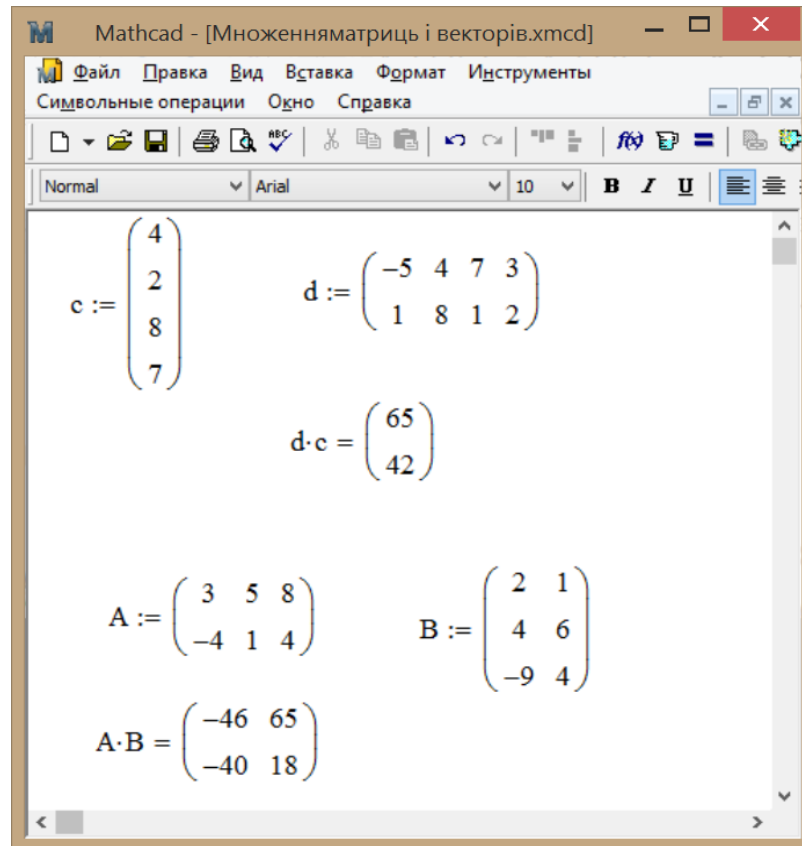 Mathcad - [Множенняматриць і векторів.xmcd]
Файл Правка Вид Вставка Формат Инструменты
Символьные операции Окно Справка
Normal Arial 10 B I U
c := ( 4 2 8 7 )
d := ( −5 4 7 3
1 8 1 2 )
d·c = ( 65
42 )
A := ( 3 5 8
−4 1 4 )
B := ( 2 1
4 6
−9 4 )
A·B = ( −46 65
−40 18 )